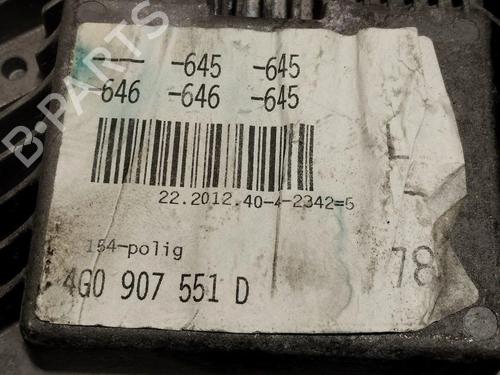 --- -645 -645
-646 -646 -645
22.2012.40-4-2342=6
154-polig
4G0 907 551 D
L
78
B-PARTS